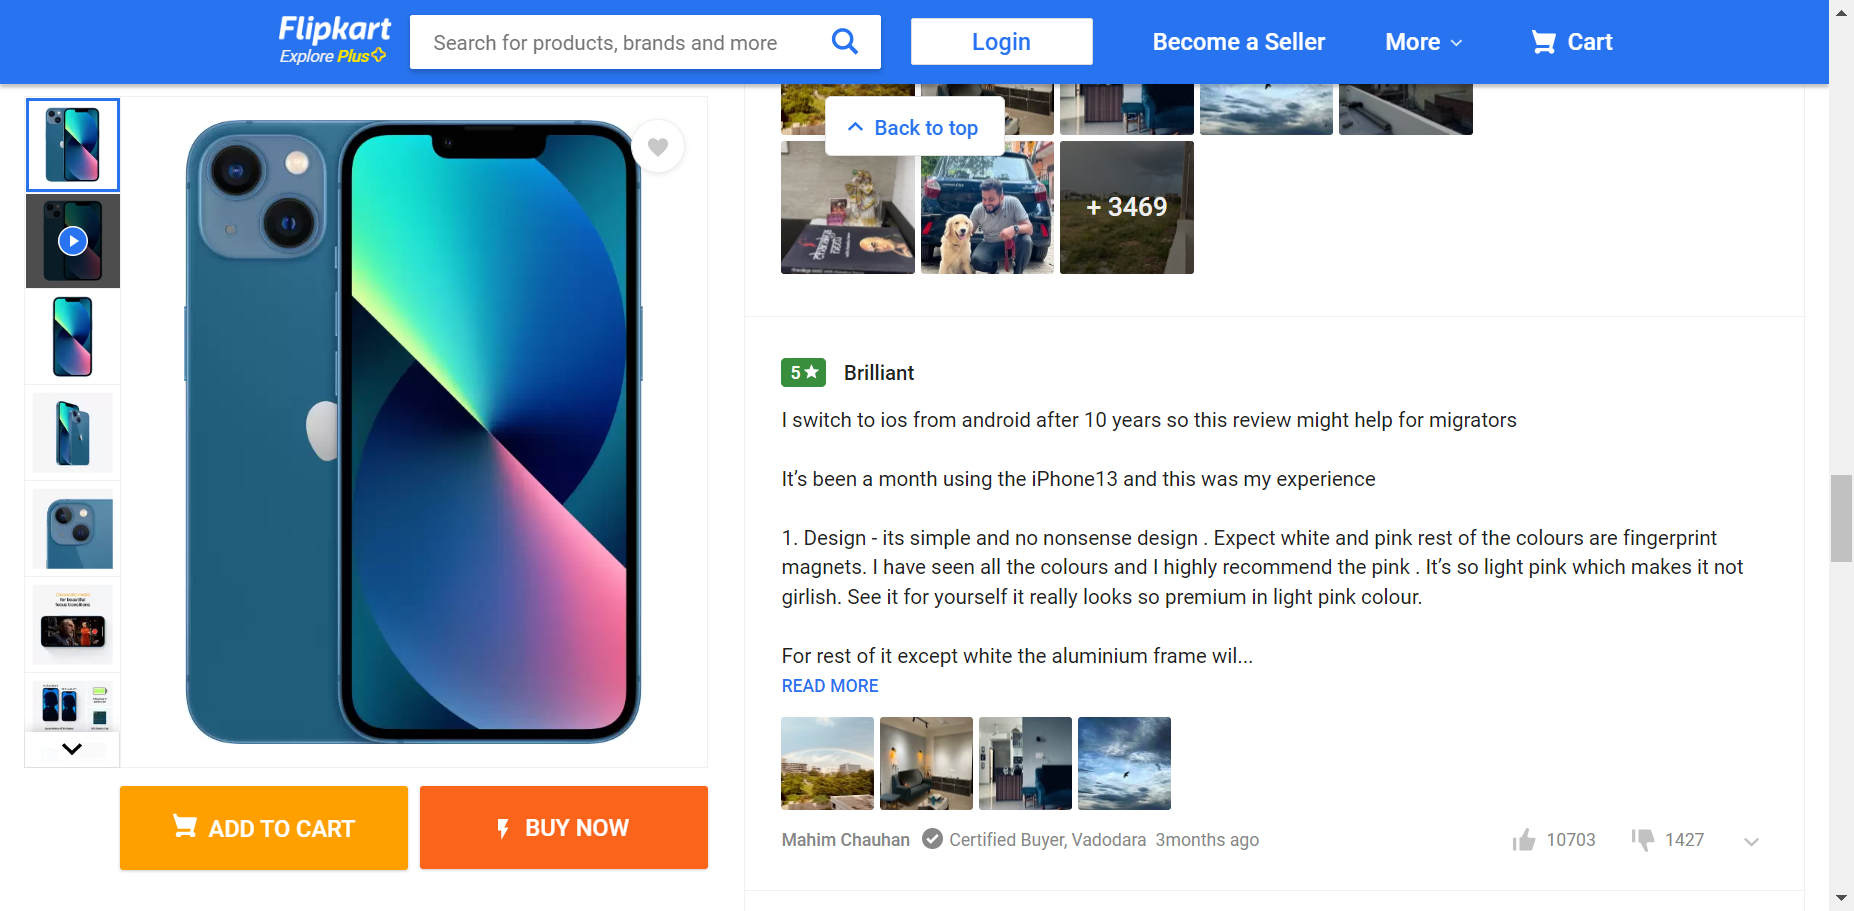 Flipkart
Explore Plus
Search for products, brands and more
Login
Become a Seller
More
Cart
Back to top
+ 3469
5
Brilliant
I switch to ios from android after 10 years so this review might help for migrators
It’s been a month using the iPhone13 and this was my experience
1. Design - its simple and no nonsense design . Expect white and pink rest of the colours are fingerprint
magnets. I have seen all the colours and I highly recommend the pink . It’s so light pink which makes it not
girlish. See it for yourself it really looks so premium in light pink colour.
For rest of it except white the aluminium frame wil...
READ MORE
Mahim Chauhan Certified Buyer, Vadodara 3months ago
10703
1427
for beautiful
focus transitions
ADD TO CART
BUY NOW